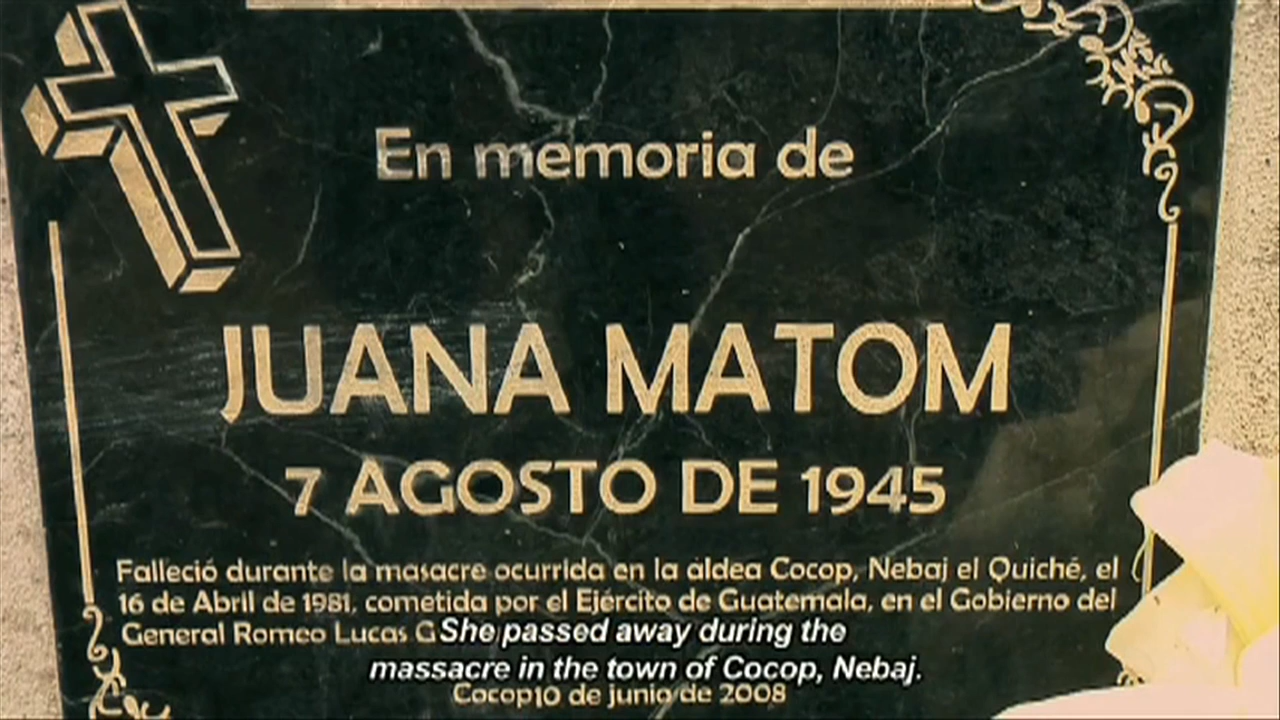 En memoria de
JUANA MATOM
7 AGOSTO DE 1945
Falleció durante la masacre ocurrida en la aldea Cocop, Nebaj el Quiché, el
16 de Abril de 1981, cometida por el Ejército de Guatemala, en el Gobierno del
General Romeo Lucas G
She passed away during the
massacre in the town of Cocop, Nebaj.
Cocop10 de junio de 2008